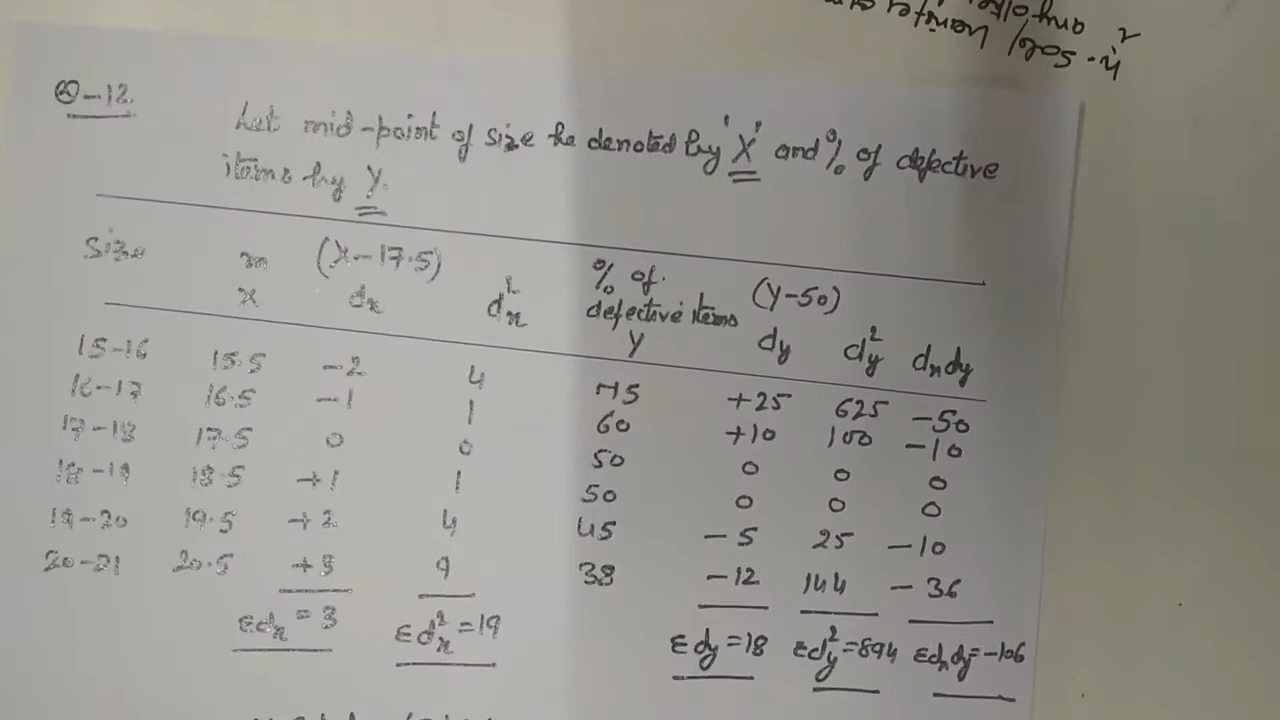 Q-12.
Let mid-point of size be denoted by 'X' and % of defective
items by Y.
Size m x (X-17.5) dx d²x % of defective items Y (Y-50) dy d²y dxdy
15-16 15.5 -2 4 75 +25 625 -50
16-17 16.5 -1 1 60 +10 100 -10
17-18 17.5 0 0 50 0 0 0
18-19 18.5 +1 1 50 0 0 0
19-20 19.5 +2 4 45 -5 25 -10
20-21 20.5 +3 9 38 -12 144 -36
Σdx = 3 Σd²x = 19 Σdy = 18 Σd²y = 894 Σdxdy = -106